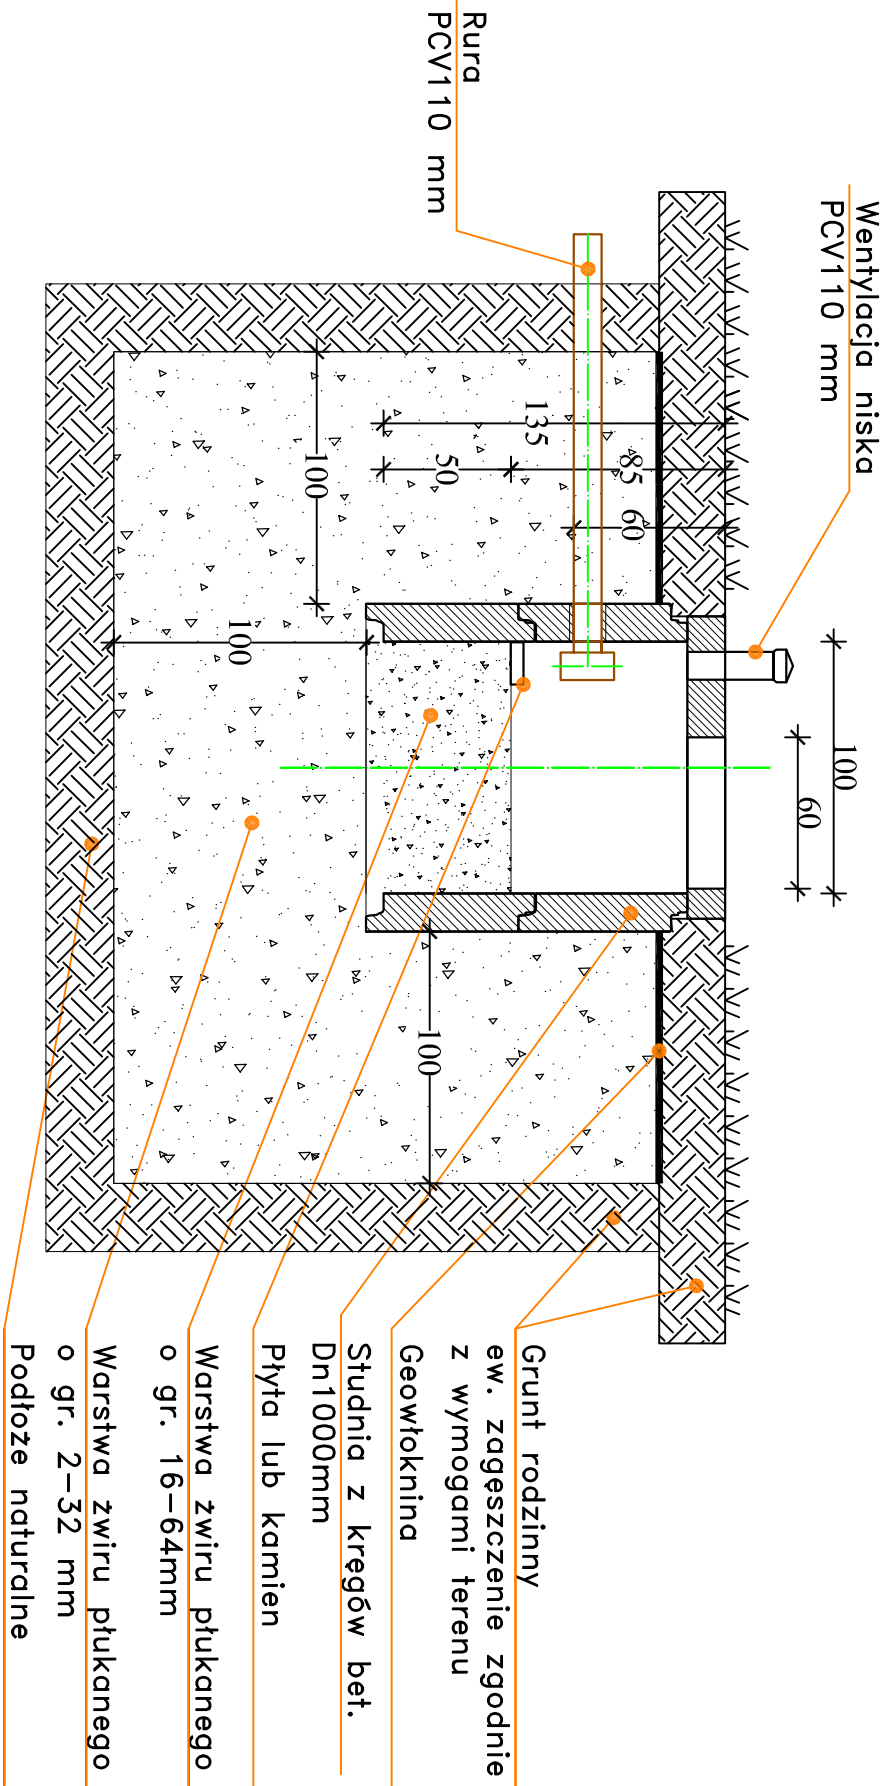 Wentylacja niska
PCV110 mm
Rura
PCV110 mm
100
60
135
85
60
50
100
100
100
Grunt rodzinny
ew. zagęszczenie zgodnie
z wymogami terenu
Geowłoknina
Studnia z kręgów bet.
Dn1000mm
Płyta lub kamien
Warstwa żwiru płukanego
o gr. 16-64mm
Warstwa żwiru płukanego
o gr. 2-32 mm
Podłoże naturalne